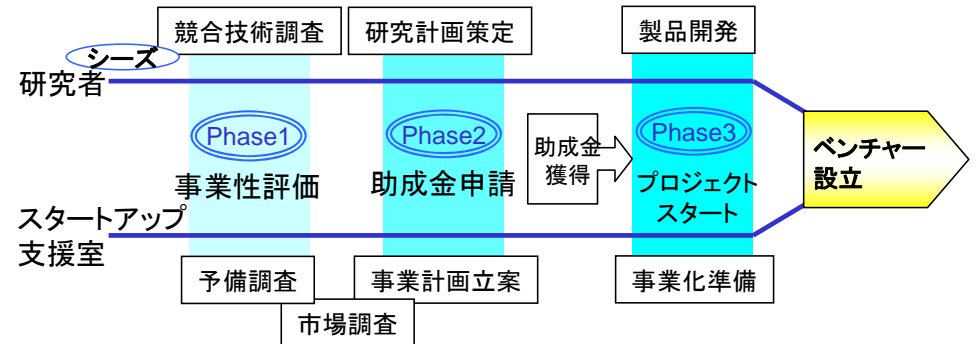 競合技術調査
研究計画策定
製品開発
シーズ
研究者
Phase1
事業性評価
Phase2
助成金申請
助成金
獲得
Phase3
プロジェクト
スタート
ベンチャー
設立
スタートアップ
支援室
予備調査
事業計画立案
事業化準備
市場調査